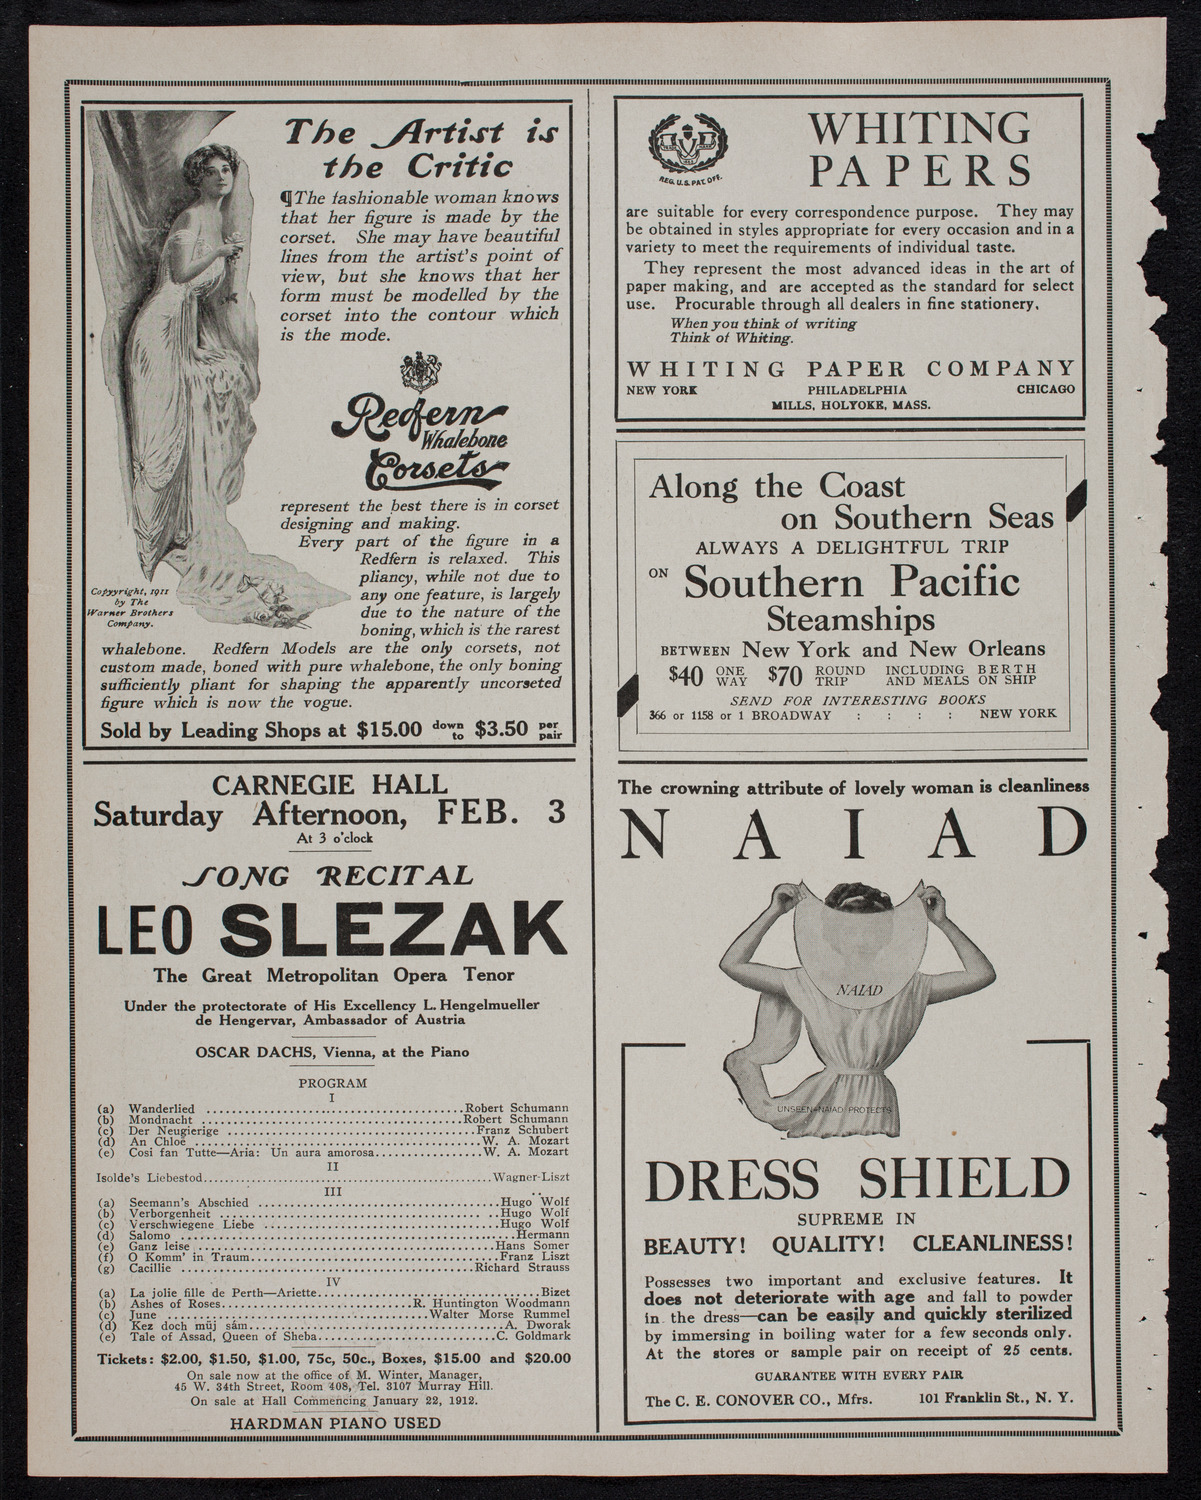 The Artist is
the Critic
¶The fashionable woman knows
that her figure is made by the
corset. She may have beautiful
lines from the artist's point of
view, but she knows that her
form must be modelled by the
corset into the contour which
is the mode.
Redfern
Whalebone
Corsets
represent the best there is in corset
designing and making.
Every part of the figure in a
Redfern is relaxed. This
pliancy, while not due to
any one feature, is largely
due to the nature of the
boning, which is the rarest
Copyright, 1911
by The
Warner Brothers
Company.
whalebone. Redfern Models are the only corsets, not
custom made, boned with pure whalebone, the only boning
sufficiently pliant for shaping the apparently uncorseted
figure which is now the vogue.
Sold by Leading Shops at $15.00 down to $3.50 per pair
CARNEGIE HALL
Saturday Afternoon, FEB. 3
At 3 o'clock
SONG RECITAL
LEO SLEZAK
The Great Metropolitan Opera Tenor
Under the protectorate of His Excellency L. Hengelmueller
de Hengervar, Ambassador of Austria
OSCAR DACHS, Vienna, at the Piano
PROGRAM
I
(a) Wanderlied ........ Robert Schumann
(b) Mondnacht ........ Robert Schumann
(c) Der Neugierige ........ Franz Schubert
(d) An Chloë ........ W. A. Mozart
(e) Cosi fan Tutte—Aria: Un aura amorosa ........ W. A. Mozart
II
Isolde's Liebestod ........ Wagner-Liszt
III
(a) Seemann's Abschied ........ Hugo Wolf
(b) Verborgenheit ........ Hugo Wolf
(c) Verschwiegene Liebe ........ Hugo Wolf
(d) Salomo ........ Hermann
(e) Ganz leise ........ Hans Somer
(f) O Komm' in Traum ........ Franz Liszt
(g) Cacillie ........ Richard Strauss
IV
(a) La jolie fille de Perth—Ariette ........ Bizet
(b) Ashes of Roses ........ R. Huntington Woodmann
(c) June ........ Walter Morse Rummel
(d) Kez doch můj sám ........ A. Dworak
(e) Tale of Assad, Queen of Sheba ........ C. Goldmark
Tickets: $2.00, $1.50, $1.00, 75c, 50c., Boxes, $15.00 and $20.00
On sale now at the office of M. Winter, Manager,
45 W. 34th Street, Room 408, Tel. 3107 Murray Hill.
On sale at Hall Commencing January 22, 1912.
HARDMAN PIANO USED
REG. U.S. PAT. OFF.
WHITING
PAPERS
are suitable for every correspondence purpose. They may
be obtained in styles appropriate for every occasion and in a
variety to meet the requirements of individual taste.
They represent the most advanced ideas in the art of
paper making, and are accepted as the standard for select
use. Procurable through all dealers in fine stationery.
When you think of writing
Think of Whiting.
WHITING PAPER COMPANY
NEW YORK PHILADELPHIA CHICAGO
MILLS, HOLYOKE, MASS.
Along the Coast
on Southern Seas
ALWAYS A DELIGHTFUL TRIP
ON Southern Pacific
Steamships
BETWEEN New York and New Orleans
$40 ONE WAY $70 ROUND TRIP INCLUDING BERTH AND MEALS ON SHIP
SEND FOR INTERESTING BOOKS
366 or 1158 or 1 BROADWAY : : : : NEW YORK
The crowning attribute of lovely woman is cleanliness
NAIAD
NAIAD
UNSEEN-NAIAD PROTECTS
DRESS SHIELD
SUPREME IN
BEAUTY! QUALITY! CLEANLINESS!
Possesses two important and exclusive features. It
does not deteriorate with age and fall to powder
in the dress—can be easily and quickly sterilized
by immersing in boiling water for a few seconds only.
At the stores or sample pair on receipt of 25 cents.
GUARANTEE WITH EVERY PAIR
The C. E. CONOVER CO., Mfrs. 101 Franklin St., N. Y.